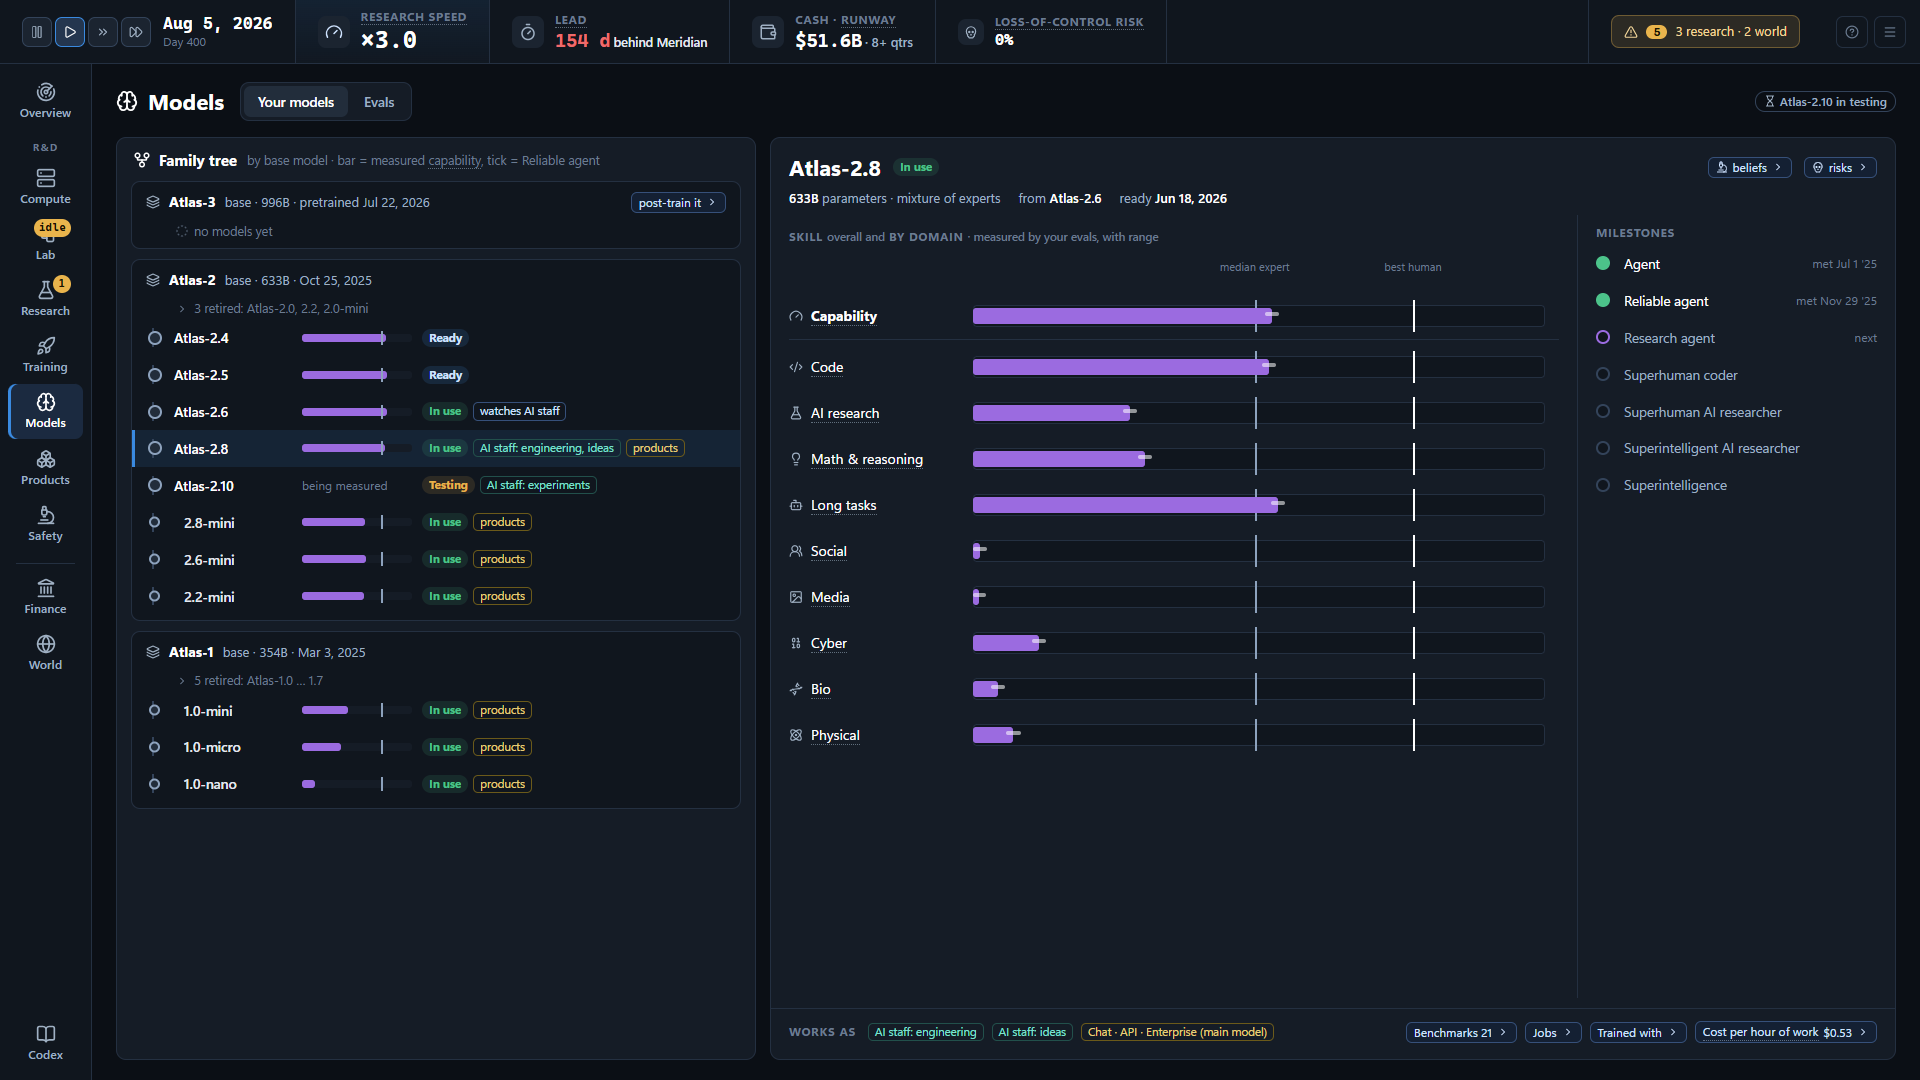 Aug 5, 2026
Day 400
RESEARCH SPEED
×3.0
LEAD
154 d behind Meridian
CASH · RUNWAY
$51.6B · 8+ qtrs
LOSS-OF-CONTROL RISK
0%
5 3 research · 2 world
Overview
R&D
Compute
idle
Lab
1
Research
Training
Models
Products
Safety
Finance
World
Codex
Models
Your models
Evals
Atlas-2.10 in testing
Family tree by base model · bar = measured capability, tick = Reliable agent
Atlas-3 base · 996B · pretrained Jul 22, 2026 post-train it
no models yet
Atlas-2 base · 633B · Oct 25, 2025
3 retired: Atlas-2.0, 2.2, 2.0-mini
Atlas-2.4 Ready
Atlas-2.5 Ready
Atlas-2.6 In use watches AI staff
Atlas-2.8 In use AI staff: engineering, ideas products
Atlas-2.10 being measured Testing AI staff: experiments
2.8-mini In use products
2.6-mini In use products
2.2-mini In use products
Atlas-1 base · 354B · Mar 3, 2025
5 retired: Atlas-1.0 ... 1.7
1.0-mini In use products
1.0-micro In use products
1.0-nano In use products
Atlas-2.8 In use
beliefs
risks
633B parameters · mixture of experts from Atlas-2.6 ready Jun 18, 2026
SKILL overall and BY DOMAIN · measured by your evals, with range
median expert best human
Capability
Code
AI research
Math & reasoning
Long tasks
Social
Media
Cyber
Bio
Physical
MILESTONES
Agent met Jul 1 '25
Reliable agent met Nov 29 '25
Research agent next
Superhuman coder
Superhuman AI researcher
Superintelligent AI researcher
Superintelligence
WORKS AS AI staff: engineering AI staff: ideas Chat · API · Enterprise (main model)
Benchmarks 21 Jobs Trained with Cost per hour of work $0.53